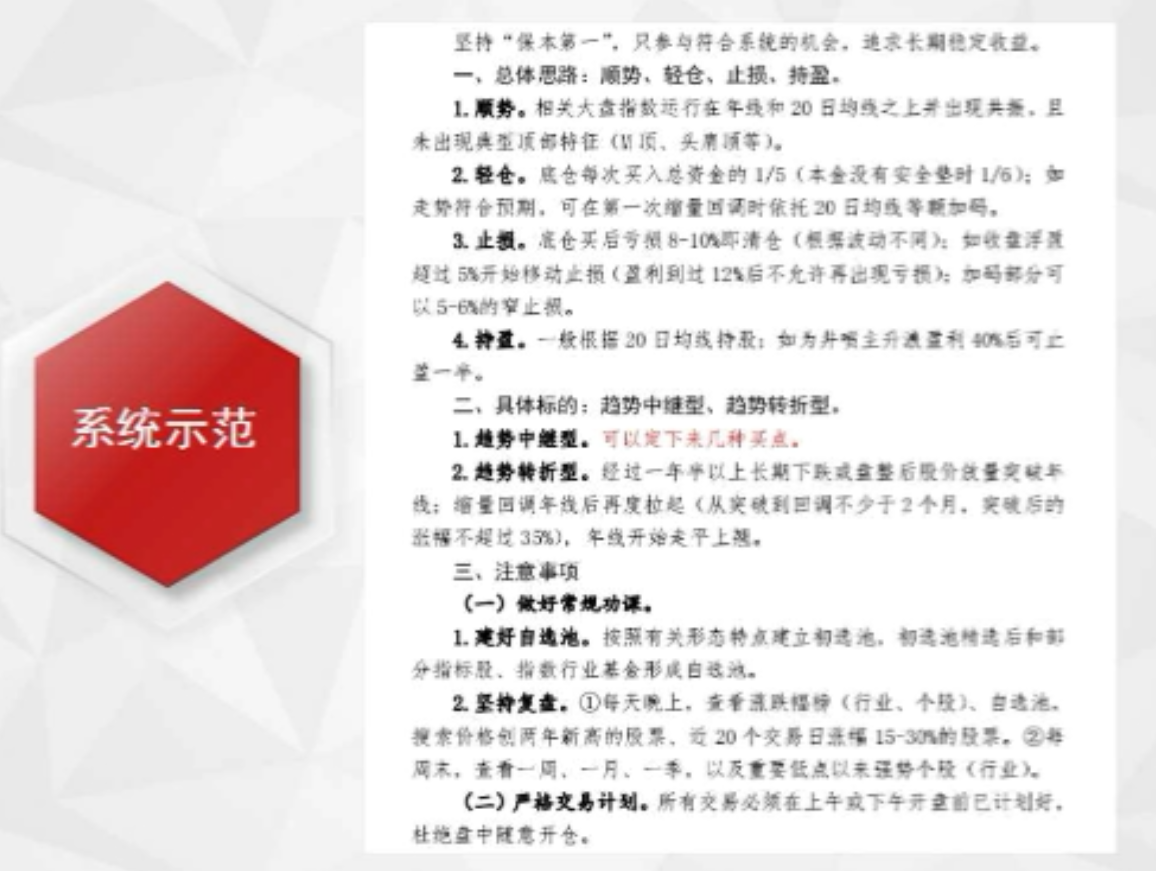 系统示范
坚持“保本第一”，只参与符合系统的机会，追求长期稳定收益。
一、总体思路：顺势、轻仓、止损、持盈。
1.顺势。相关大盘指数运行在年线和 20 日均线之上并出现共振，且
未出现典型顶部特征（M 顶、头肩顶等）。
2.轻仓。底仓每次买入总资金的 1/5（本金没有安全垫时 1/6）；如
走势符合预期，可在第一次缩量回调时依托 20 日均线等额加码。
3.止损。底仓买后亏损 8-10%即清仓（根据波动不同）；如收盘浮盈
超过 5%开始移动止损（盈利到过 12%后不允许再出现亏损）；加码部分可
以 5-6%的窄止损。
4.持盈。一般根据 20 日均线持股；如为井喷主升浪盈利 40%后可止
盈一半。
二、具体标的：趋势中继型、趋势转折型。
1.趋势中继型。可以定下来几种买点。
2.趋势转折型。经过一年半以上长期下跌或盘整后股价放量突破年
线；缩量回调年线后再度拉起（从突破到回调不少于 2 个月，突破后的
涨幅不超过 35%），年线开始走平上翘。
三、注意事项
（一）做好常规功课。
1.建好自选池。按照有关形态特点建立初选池，初选池精选后和部
分指标股、指数行业基金形成自选池。
2.坚持复盘。①每天晚上，查看涨跌幅榜（行业、个股）、自选池，
搜索价格创两年新高的股票、近 20 个交易日涨幅 15-30%的股票。②每
周末，查看一周、一月、一季，以及重要低点以来强势个股（行业）。
（二）严格交易计划。所有交易必须在上午或下午开盘前已计划好，
杜绝盘中随意开仓。